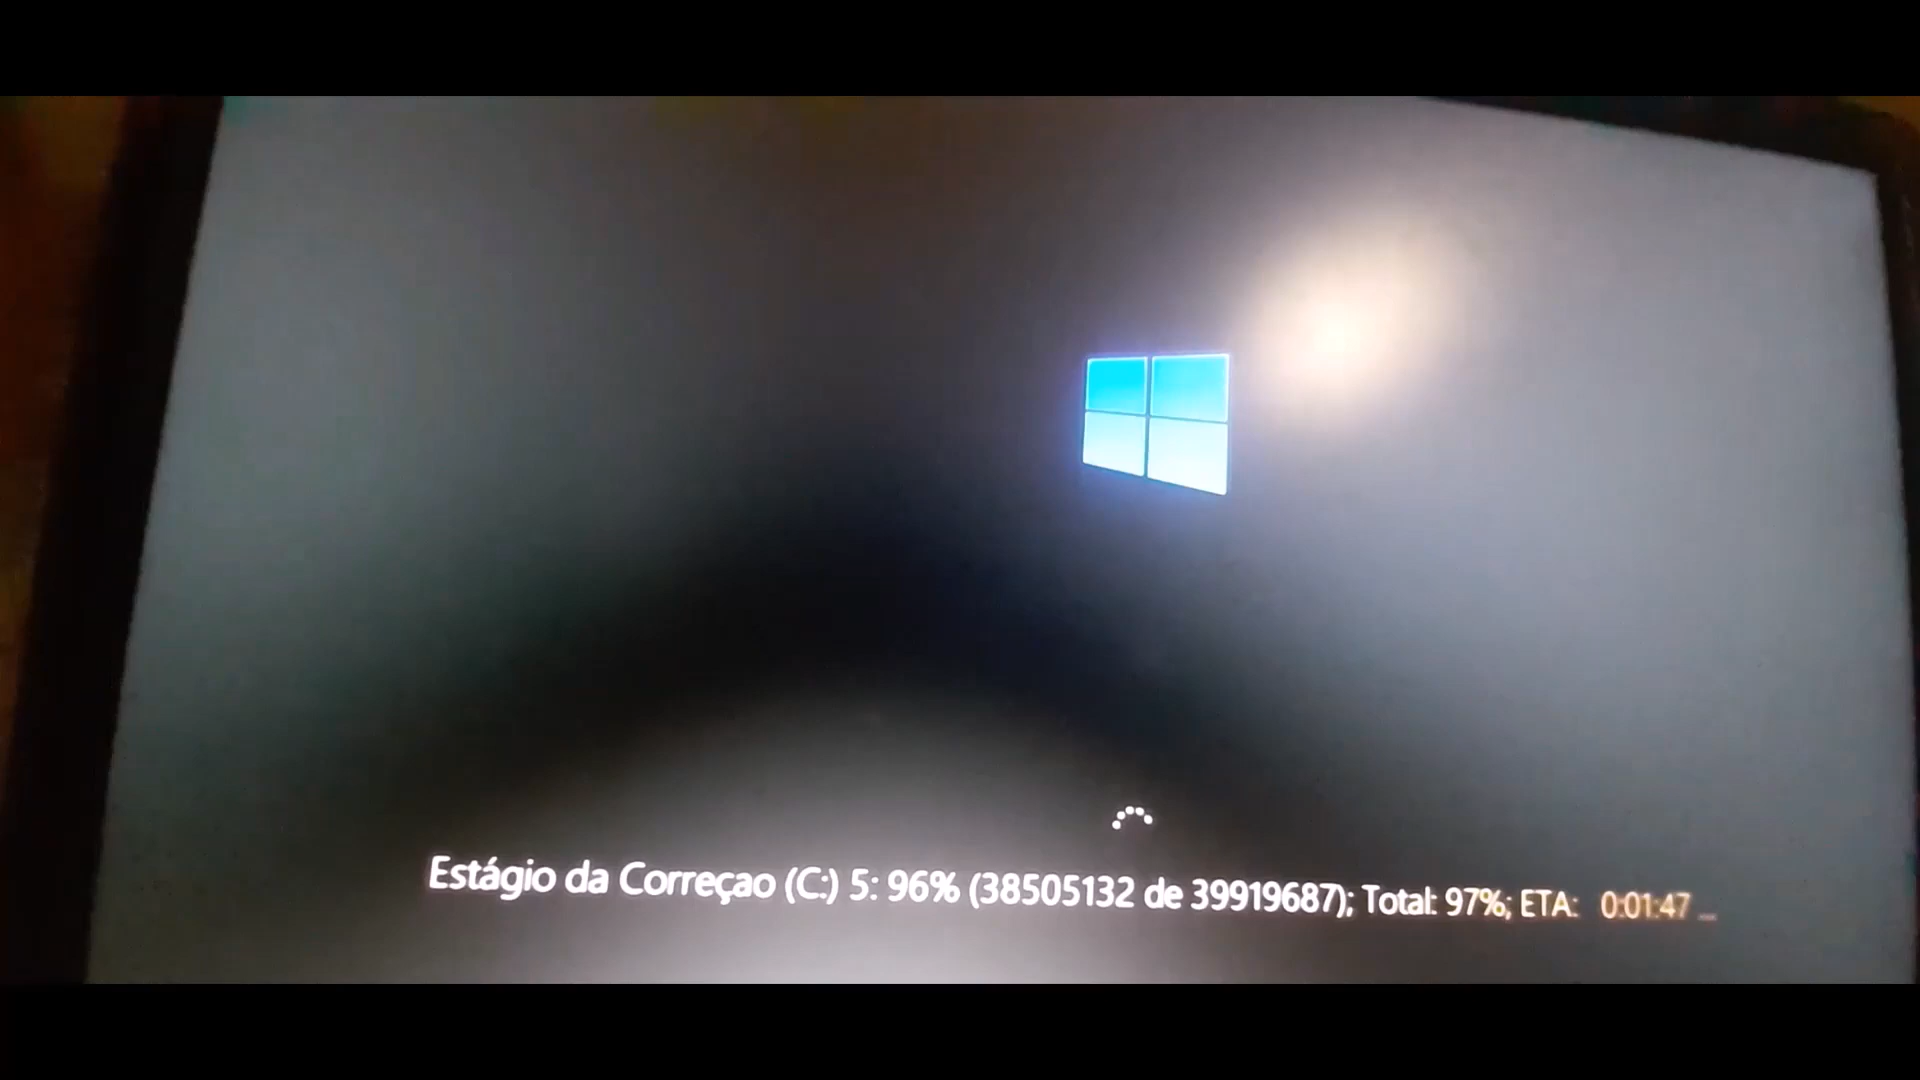 Estágio da Correçao (C:) 5: 96% (38505132 de 39919687); Total: 97%; ETA: 0:01:47 ...